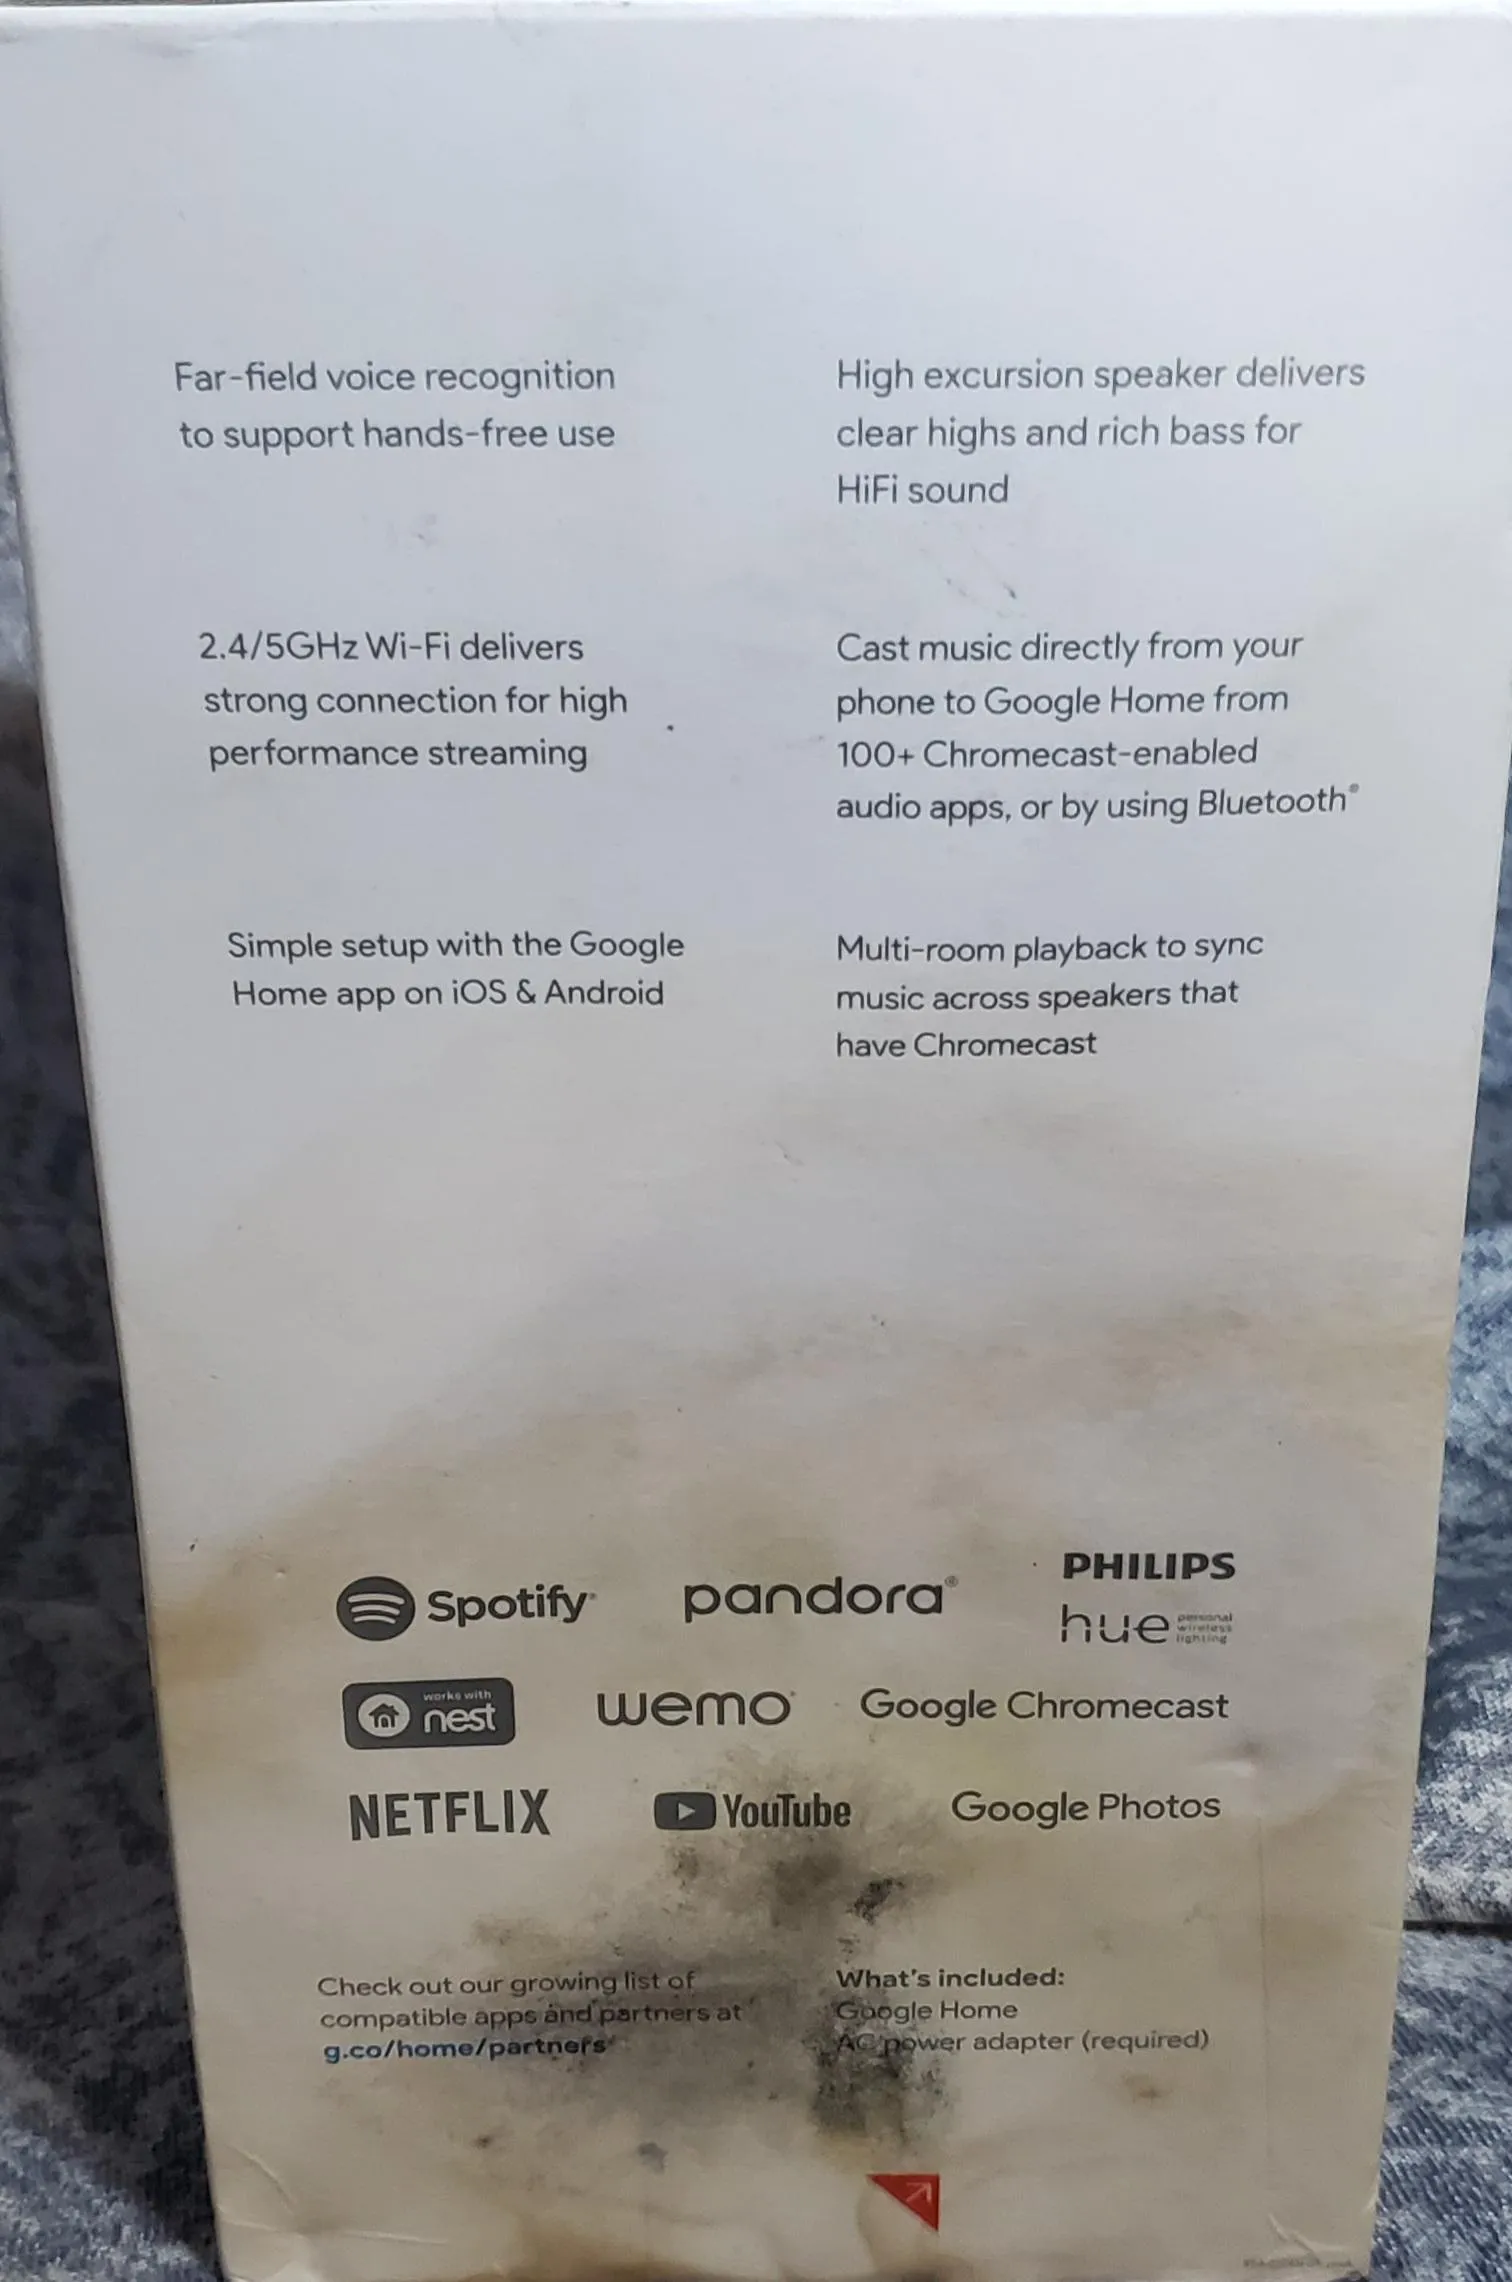 Far-field voice recognition
to support hands-free use
High excursion speaker delivers
clear highs and rich bass for
HiFi sound
2.4/5GHz Wi-Fi delivers
strong connection for high
performance streaming
Cast music directly from your
phone to Google Home from
100+ Chromecast-enabled
audio apps, or by using Bluetooth®
Simple setup with the Google
Home app on iOS & Android
Multi-room playback to sync
music across speakers that
have Chromecast
Spotify
pandora®
PHILIPS
hue
personal
wireless
lighting
works with
nest
wemo
Google Chromecast
NETFLIX
YouTube
Google Photos
Check out our growing list of
compatible apps and partners at
g.co/home/partners
What's included:
Google Home
AC power adapter (required)